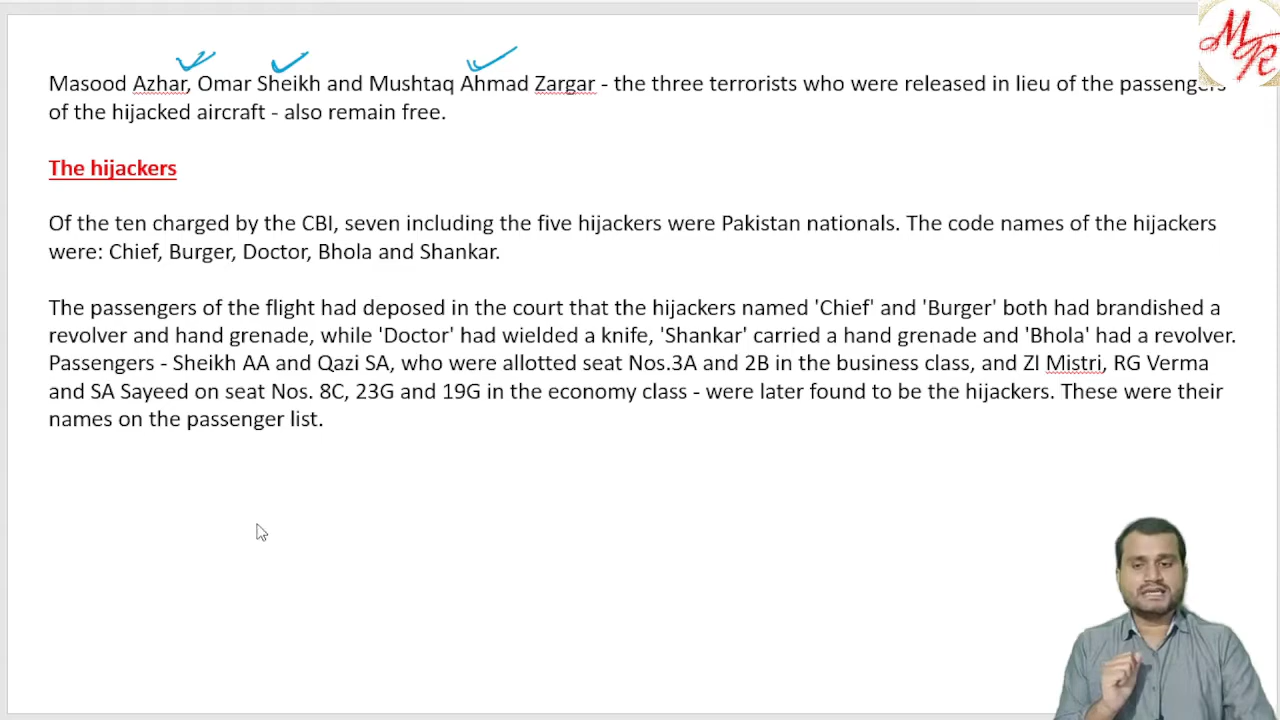 MR
Masood Azhar, Omar Sheikh and Mushtaq Ahmad Zargar - the three terrorists who were released in lieu of the passengers
of the hijacked aircraft - also remain free.
The hijackers
Of the ten charged by the CBI, seven including the five hijackers were Pakistan nationals. The code names of the hijackers
were: Chief, Burger, Doctor, Bhola and Shankar.
The passengers of the flight had deposed in the court that the hijackers named 'Chief' and 'Burger' both had brandished a
revolver and hand grenade, while 'Doctor' had wielded a knife, 'Shankar' carried a hand grenade and 'Bhola' had a revolver.
Passengers - Sheikh AA and Qazi SA, who were allotted seat Nos.3A and 2B in the business class, and ZI Mistri, RG Verma
and SA Sayeed on seat Nos. 8C, 23G and 19G in the economy class - were later found to be the hijackers. These were their
names on the passenger list.